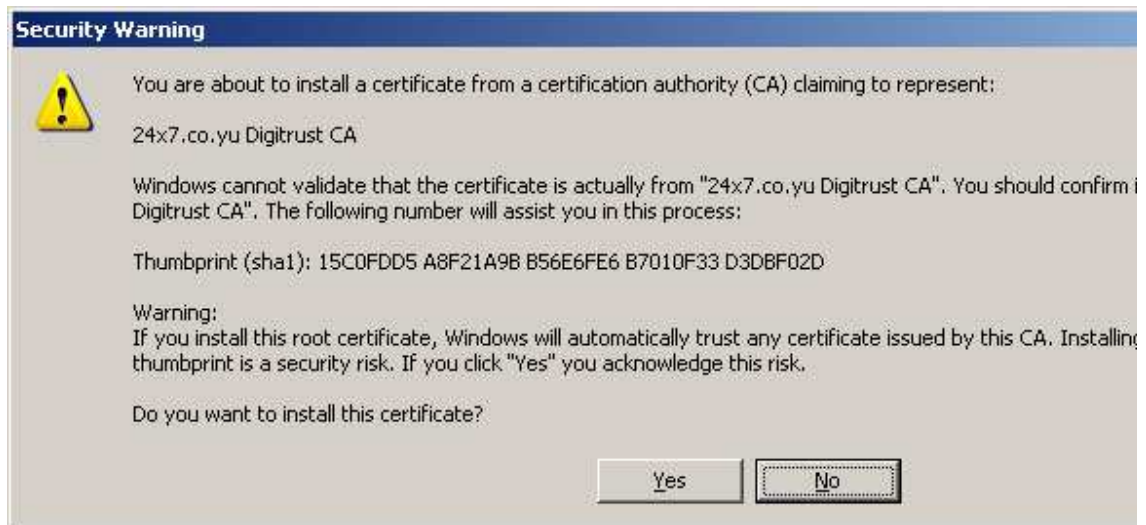 Security Warning
You are about to install a certificate from a certification authority (CA) claiming to represent:
24x7.co.yu Digitrust CA
Windows cannot validate that the certificate is actually from "24x7.co.yu Digitrust CA". You should confirm
Digitrust CA". The following number will assist you in this process:
Thumbprint (sha1): 15C0FDD5 A8F21A9B B56E6FE6 B7010F33 D3DBF02D
Warning:
If you install this root certificate, Windows will automatically trust any certificate issued by this CA. Installing
thumbprint is a security risk. If you click "Yes" you acknowledge this risk.
Do you want to install this certificate?
Yes No